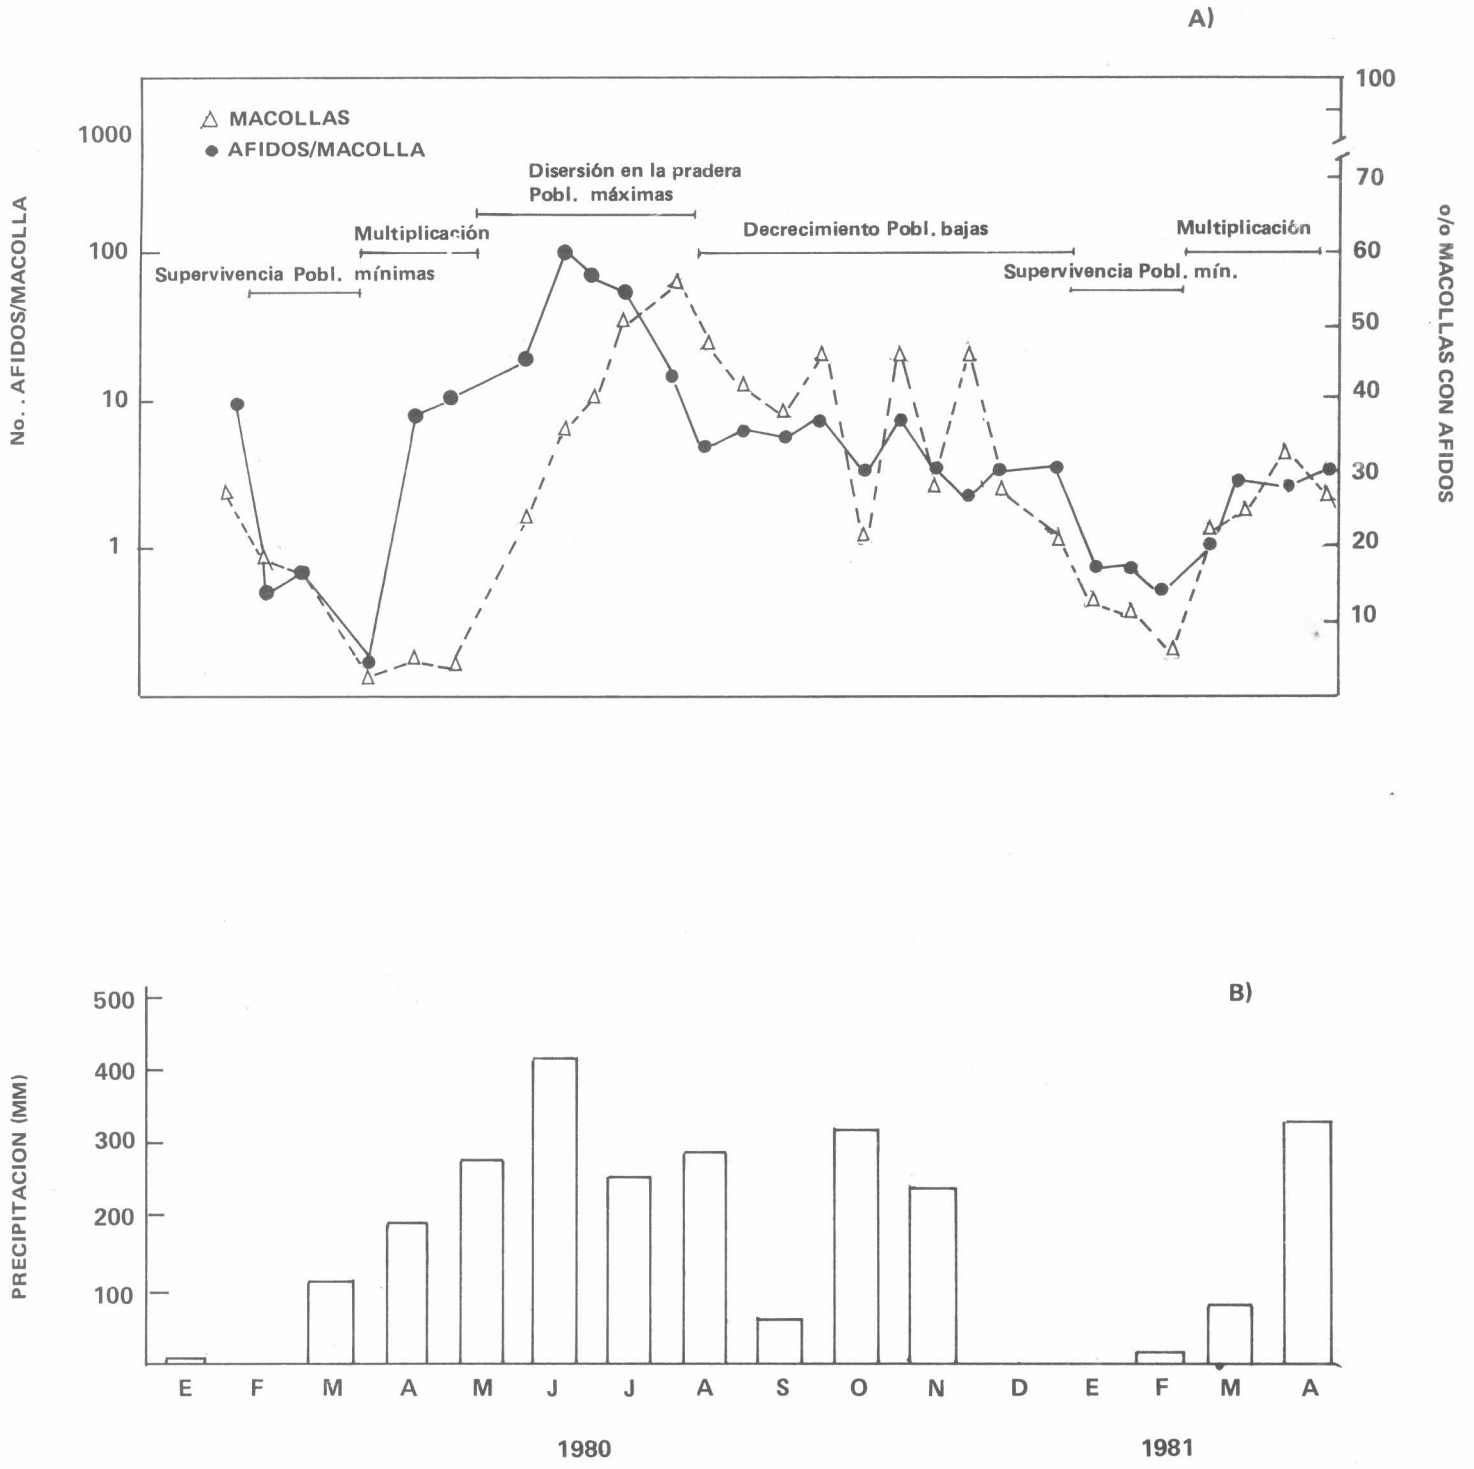 A)
△ MACOLLAS
● AFIDOS/MACOLLA
No. . AFIDOS/MACOLLA
1000
100
10
1
Supervivencia Pobl. mínimas
Multiplicación
Disersión en la pradera
Pobl. máximas
Decrecimiento Pobl. bajas
Supervivencia Pobl. mín.
Multiplicación
100
70
60
50
40
30
20
10
o/o MACOLLAS CON AFIDOS
B)
PRECIPITACION (MM)
500
400
300
200
100
E F M A M J J A S O N D E F M A
1980 1981